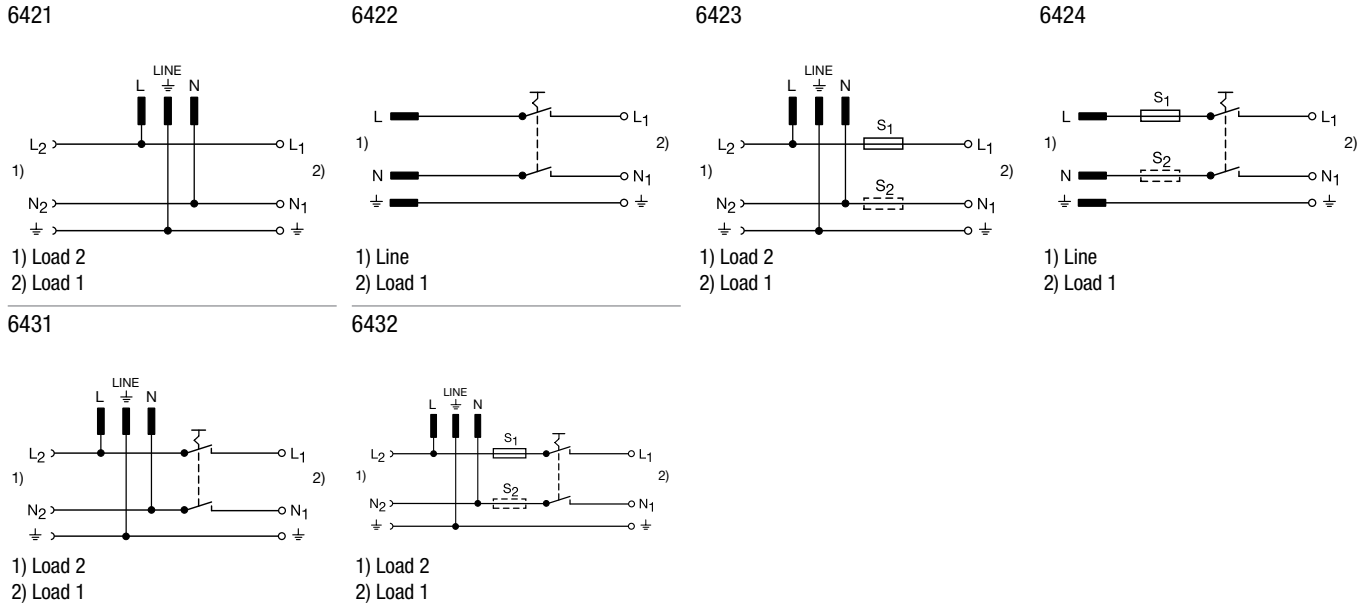 6421
LINE
L ⏚ N
L2 L1
1) 2)
N2 N1
⏚ ⏚
1) Load 2
2) Load 1
6422
L L1
1) 2)
N N1
⏚ ⏚
1) Line
2) Load 1
6423
LINE
L ⏚ N
S1
L2 L1
1) 2)
S2
N2 N1
⏚ ⏚
1) Load 2
2) Load 1
6424
S1
L L1
1) 2)
S2
N N1
⏚ ⏚
1) Line
2) Load 1
6431
LINE
L ⏚ N
L2 L1
1) 2)
N2 N1
⏚ ⏚
1) Load 2
2) Load 1
6432
LINE
L ⏚ N
S1
L2 L1
1) 2)
S2
N2 N1
⏚ ⏚
1) Load 2
2) Load 1